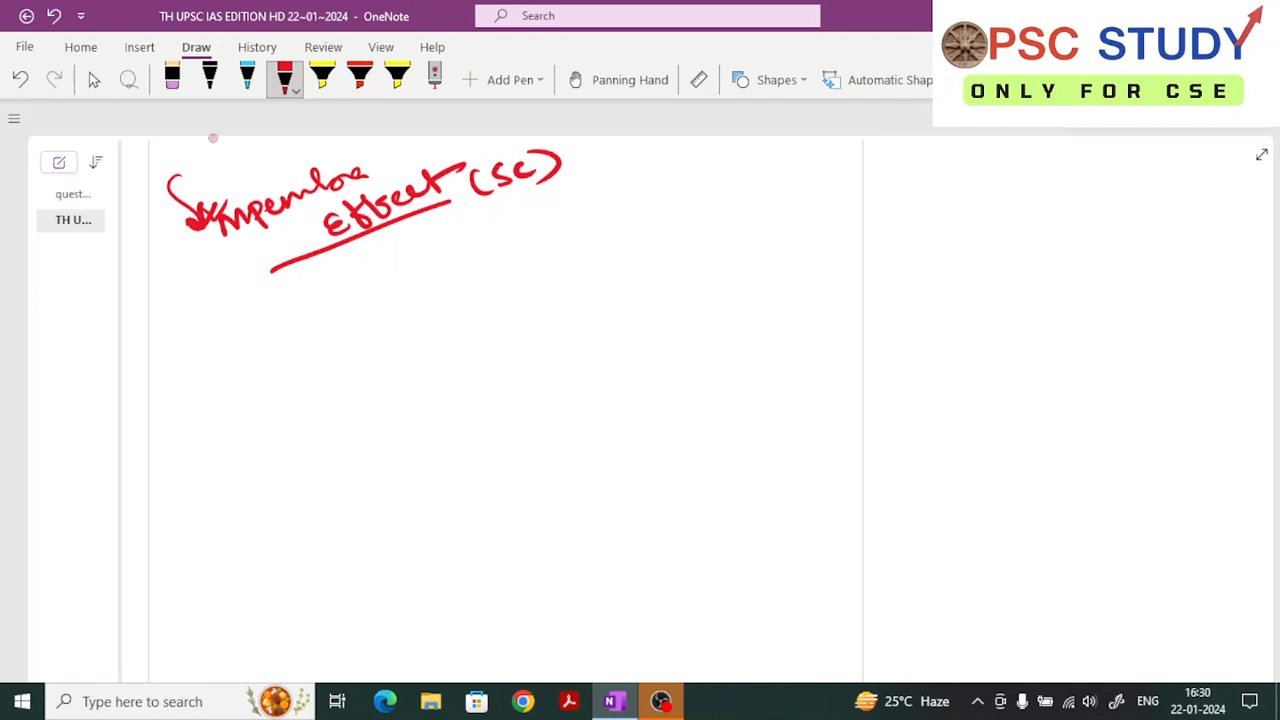 TH UPSC IAS EDITION HD 22~01~2024 - OneNote
Search
PSC STUDY
ONLY FOR CSE
File Home Insert Draw History Review View Help
Add Pen Panning Hand Shapes Automatic Shap
quest...
TH U...
Effect (SC)
Type here to search
25°C Haze
ENG
16:30
22-01-2024